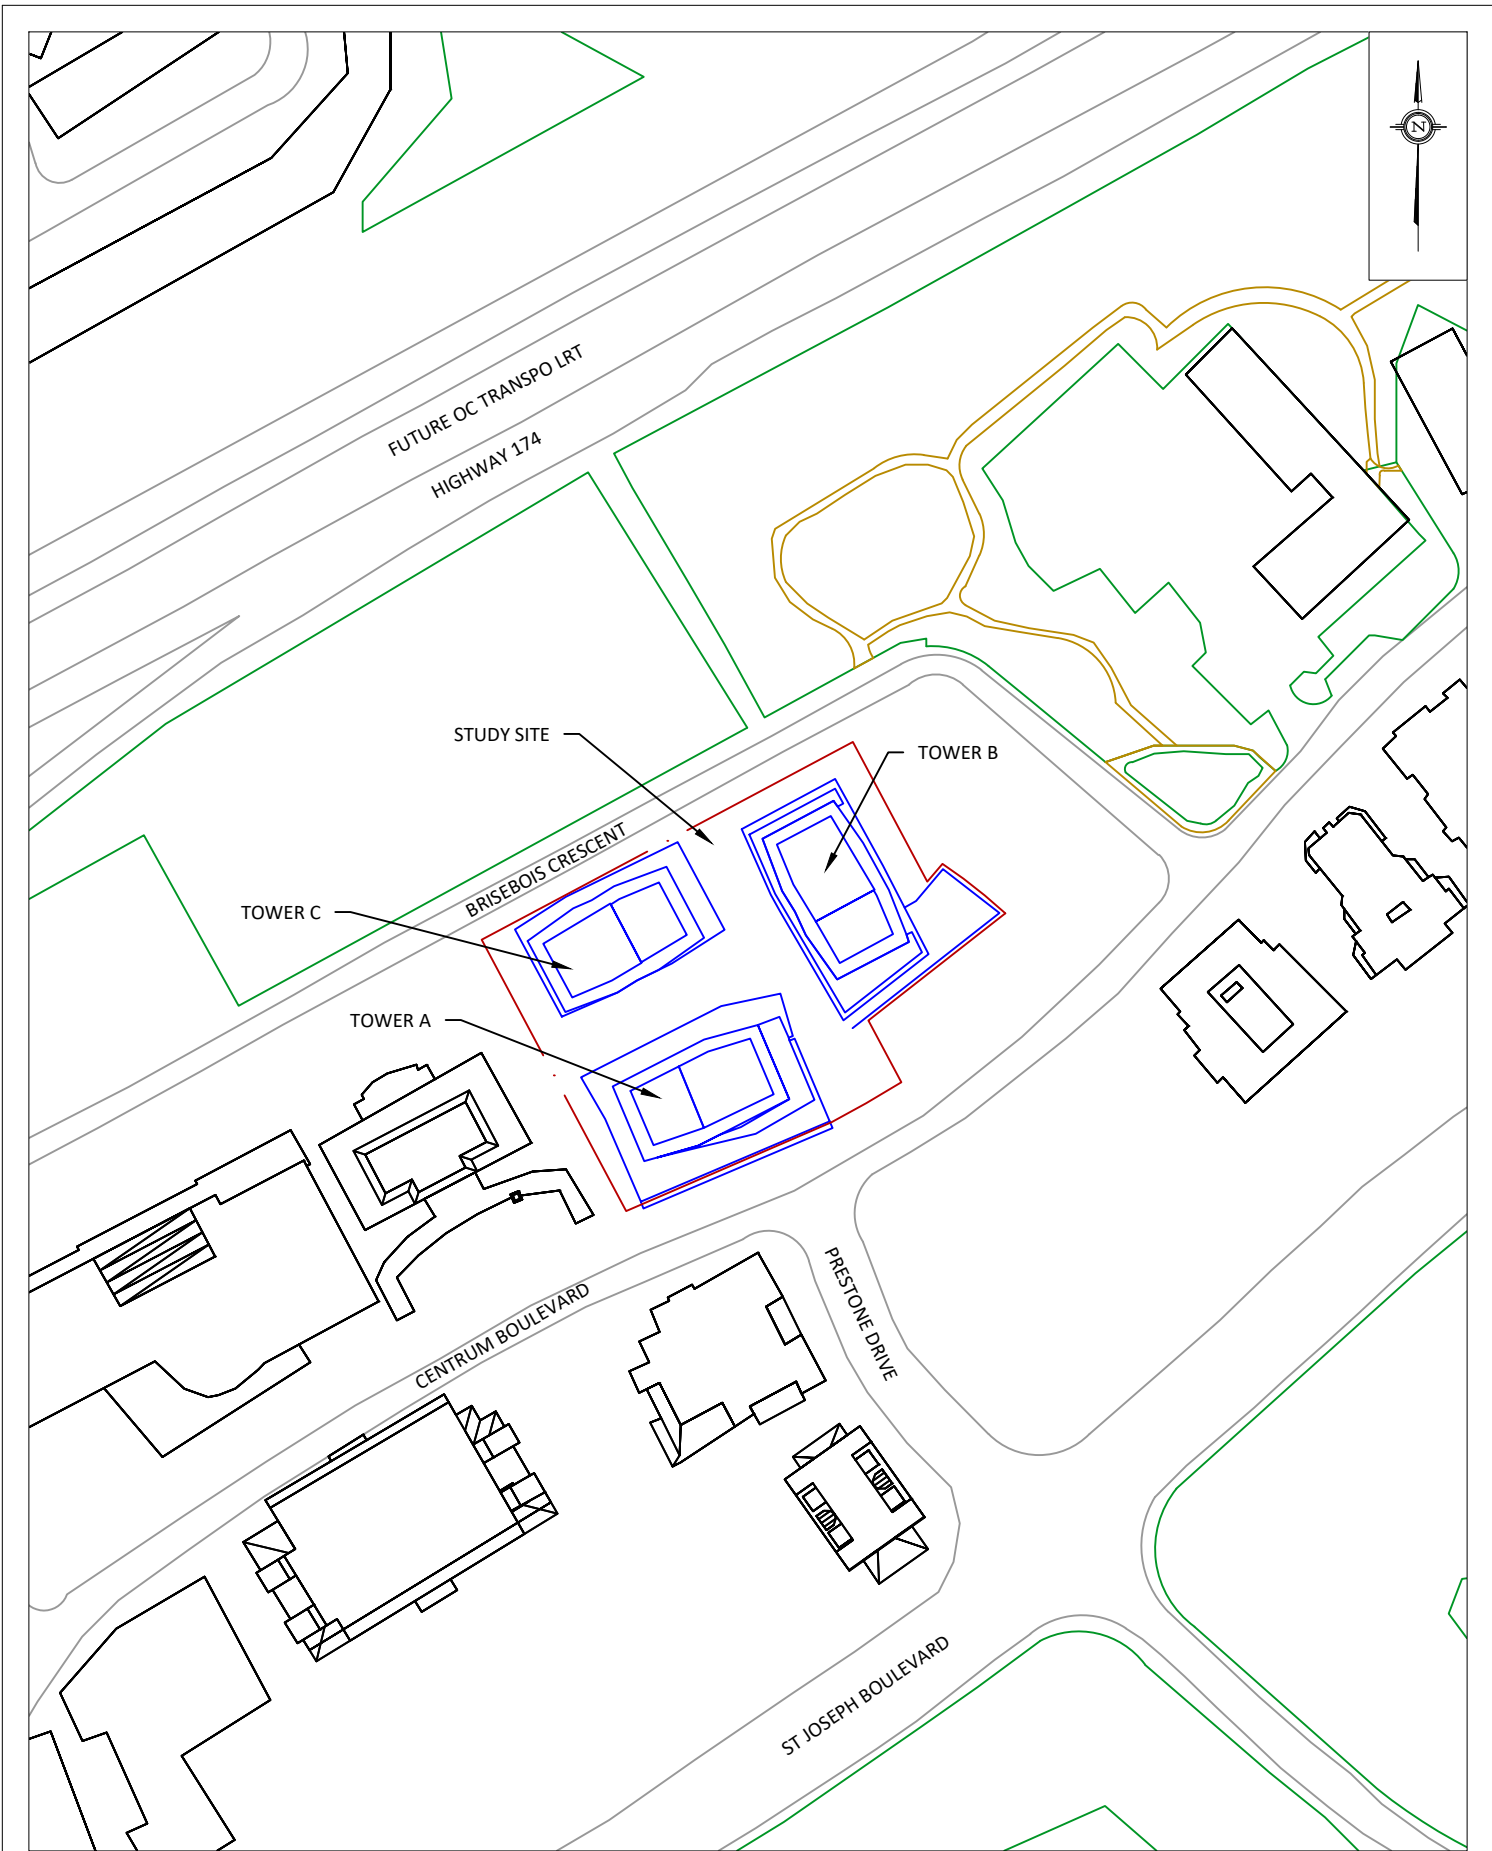 N
FUTURE OC TRANSPO LRT
HIGHWAY 174
STUDY SITE
TOWER B
BRISEBOIS CRESCENT
TOWER C
TOWER A
PRESTONE DRIVE
CENTRUM BOULEVARD
ST JOSEPH BOULEVARD